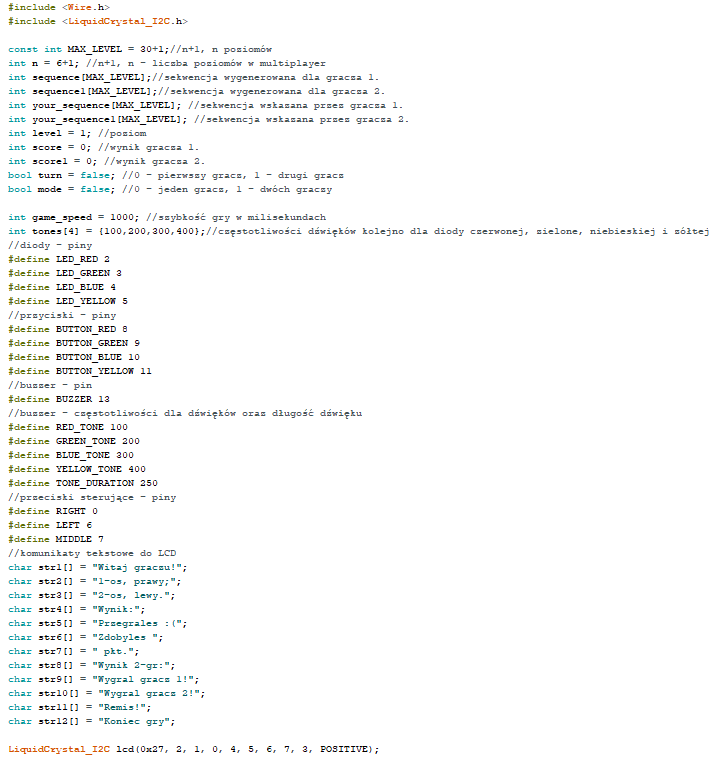 #include <Wire.h>
#include <LiquidCrystal_I2C.h>
const int MAX_LEVEL = 30+1;//n+1, n poziomów
int n = 6+1; //n+1, n - liczba poziomów w multiplayer
int sequence[MAX_LEVEL];//sekwencja wygenerowana dla gracza 1.
int sequence1[MAX_LEVEL];//sekwencja wygenerowana dla gracza 2.
int your_sequence[MAX_LEVEL]; //sekwencja wskazana przez gracza 1.
int your_sequence1[MAX_LEVEL]; //sekwencja wskazana przez gracza 2.
int level = 1; //poziom
int score = 0; //wynik gracza 1.
int score1 = 0; //wynik gracza 2.
bool turn = false; //0 - pierwszy gracz, 1 - drugi gracz
bool mode = false; //0 - jeden gracz, 1 - dwóch graczy
int game_speed = 1000; //szybkość gry w milisekundach
int tones[4] = {100,200,300,400};//częstotliwości dźwięków kolejno dla diody czerwonej, zielone, niebieskiej i żółtej
//diody - piny
#define LED_RED 2
#define LED_GREEN 3
#define LED_BLUE 4
#define LED_YELLOW 5
//przyciski - piny
#define BUTTON_RED 8
#define BUTTON_GREEN 9
#define BUTTON_BLUE 10
#define BUTTON_YELLOW 11
//buzzer - pin
#define BUZZER 13
//buzzer - częstotliwości dla dźwięków oraz długość dźwięku
#define RED_TONE 100
#define GREEN_TONE 200
#define BLUE_TONE 300
#define YELLOW_TONE 400
#define TONE_DURATION 250
//przeciski sterujące - piny
#define RIGHT 0
#define LEFT 6
#define MIDDLE 7
//komunikaty tekstowe do LCD
char str1[] = "Witaj graczu!";
char str2[] = "1-os, prawy;";
char str3[] = "2-os, lewy.";
char str4[] = "Wynik:";
char str5[] = "Przegrales :(";
char str6[] = "Zdobyles ";
char str7[] = " pkt.";
char str8[] = "Wynik 2-gr:";
char str9[] = "Wygral gracz 1!";
char str10[] = "Wygral gracz 2!";
char str11[] = "Remis!";
char str12[] = "Koniec gry";
LiquidCrystal_I2C lcd(0x27, 2, 1, 0, 4, 5, 6, 7, 3, POSITIVE);